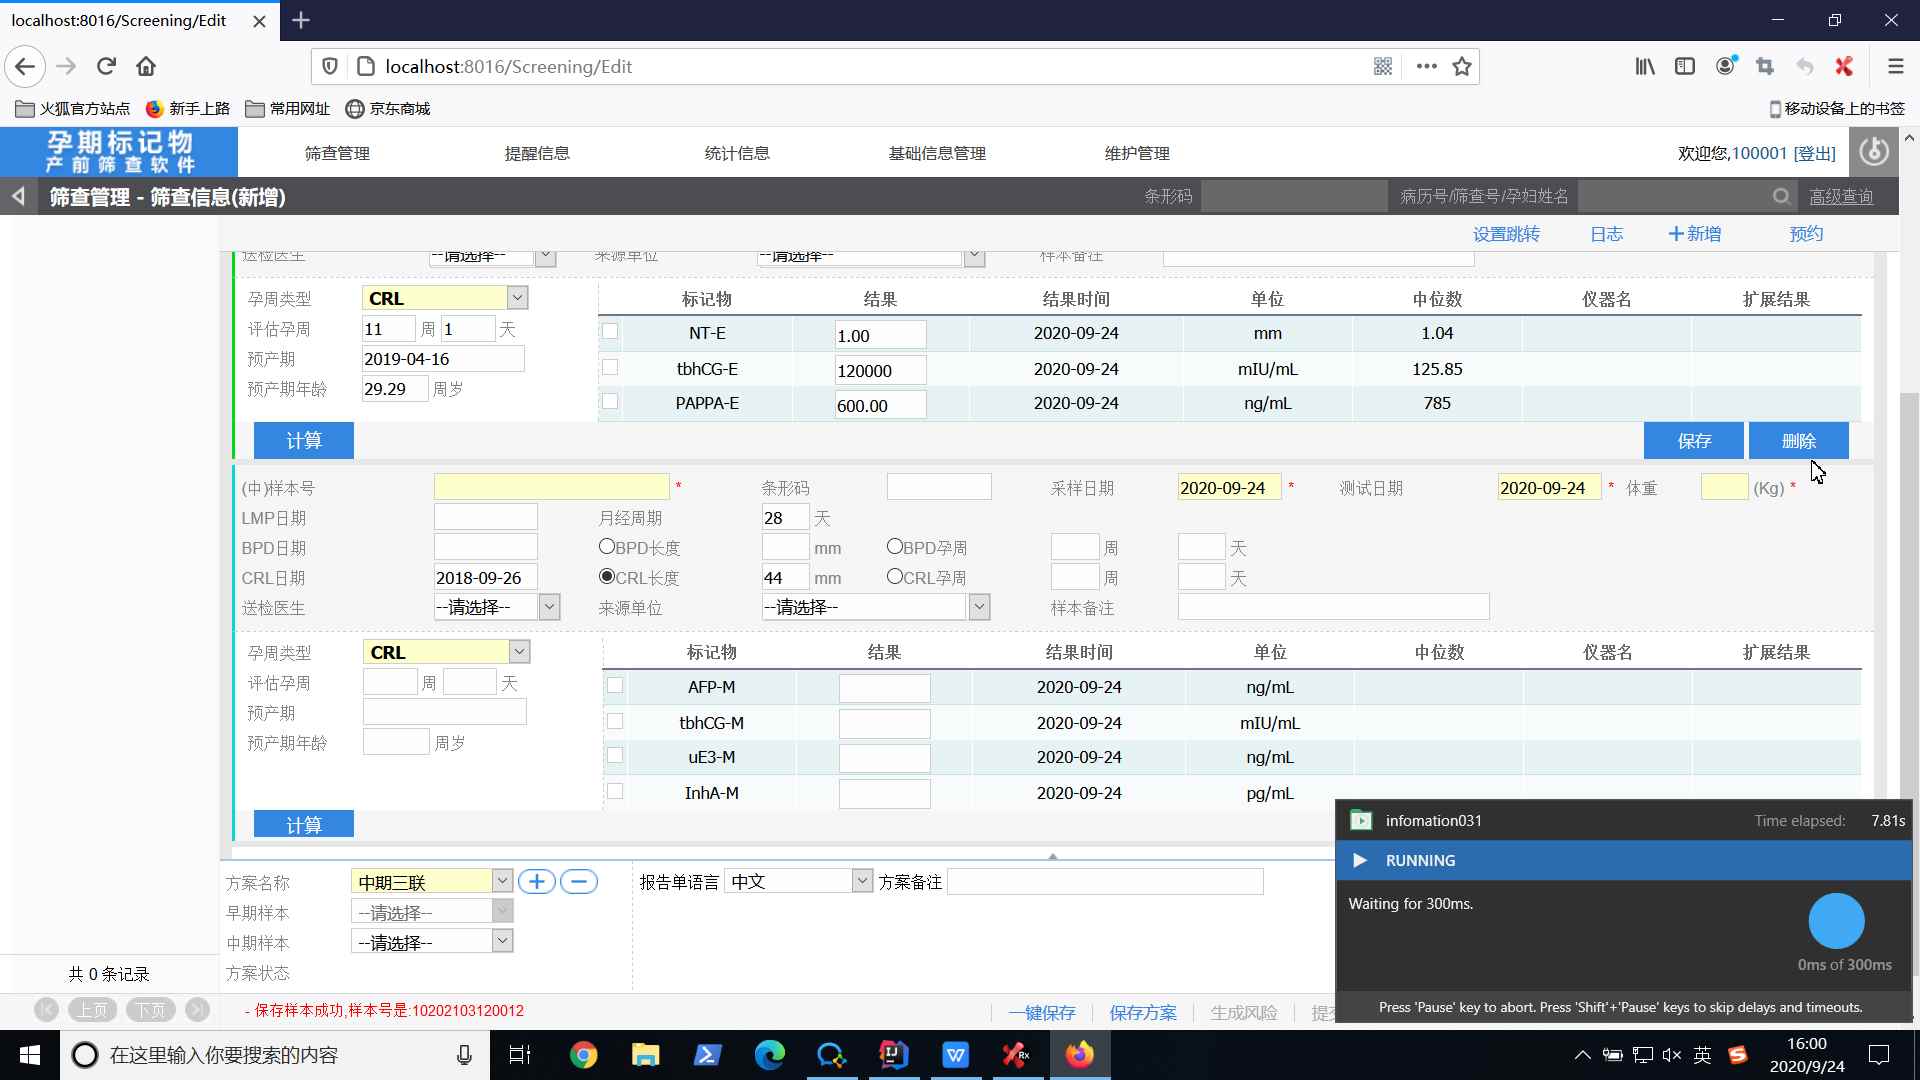 localhost:8016/Screening/Edit
localhost:8016/Screening/Edit
火狐官方站点 新手上路 常用网址 京东商城 移动设备上的书签
孕期标记物
产前筛查软件
筛查管理 提醒信息 统计信息 基础信息管理 维护管理 欢迎您,100001 [登出]
筛查管理 - 筛查信息(新增) 条形码 病历号/筛查号/孕妇姓名 高级查询
设置跳转 日志 +新增 预约
送检医生 --请选择-- 来源单位 --请选择-- 样本备注
孕周类型 CRL 标记物 结果 结果时间 单位 中位数 仪器名 扩展结果
评估孕周 11 周 1 天 NT-E 1.00 2020-09-24 mm 1.04
预产期 2019-04-16 tbhCG-E 120000 2020-09-24 mIU/mL 125.85
预产期年龄 29.29 周岁 PAPPA-E 600.00 2020-09-24 ng/mL 785
计算 保存 删除
(中)样本号 * 条形码 采样日期 2020-09-24 * 测试日期 2020-09-24 * 体重 (Kg) *
LMP日期 月经周期 28 天
BPD日期 BPD长度 mm BPD孕周 周 天
CRL日期 2018-09-26 CRL长度 44 mm CRL孕周 周 天
送检医生 --请选择-- 来源单位 --请选择-- 样本备注
孕周类型 CRL 标记物 结果 结果时间 单位 中位数 仪器名 扩展结果
评估孕周 周 天 AFP-M 2020-09-24 ng/mL
预产期 tbhCG-M 2020-09-24 mIU/mL
预产期年龄 周岁 uE3-M 2020-09-24 ng/mL
InhA-M 2020-09-24 pg/mL
计算
infomation031 Time elapsed: 7.81s
RUNNING
Waiting for 300ms.
0ms of 300ms
Press 'Pause' key to abort. Press 'Shift'+'Pause' keys to skip delays and timeouts.
方案名称 中期三联 报告单语言 中文 方案备注
早期样本 --请选择--
中期样本 --请选择--
方案状态
共 0 条记录
上页 下页
- 保存样本成功,样本号是:10202103120012
一键保存 保存方案 生成风险 提交
在这里输入你要搜索的内容
英
16:00
2020/9/24